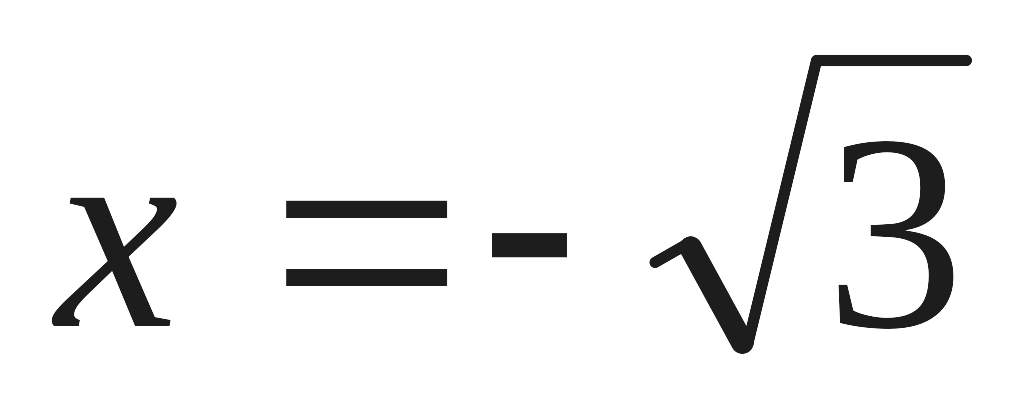 x = - √3